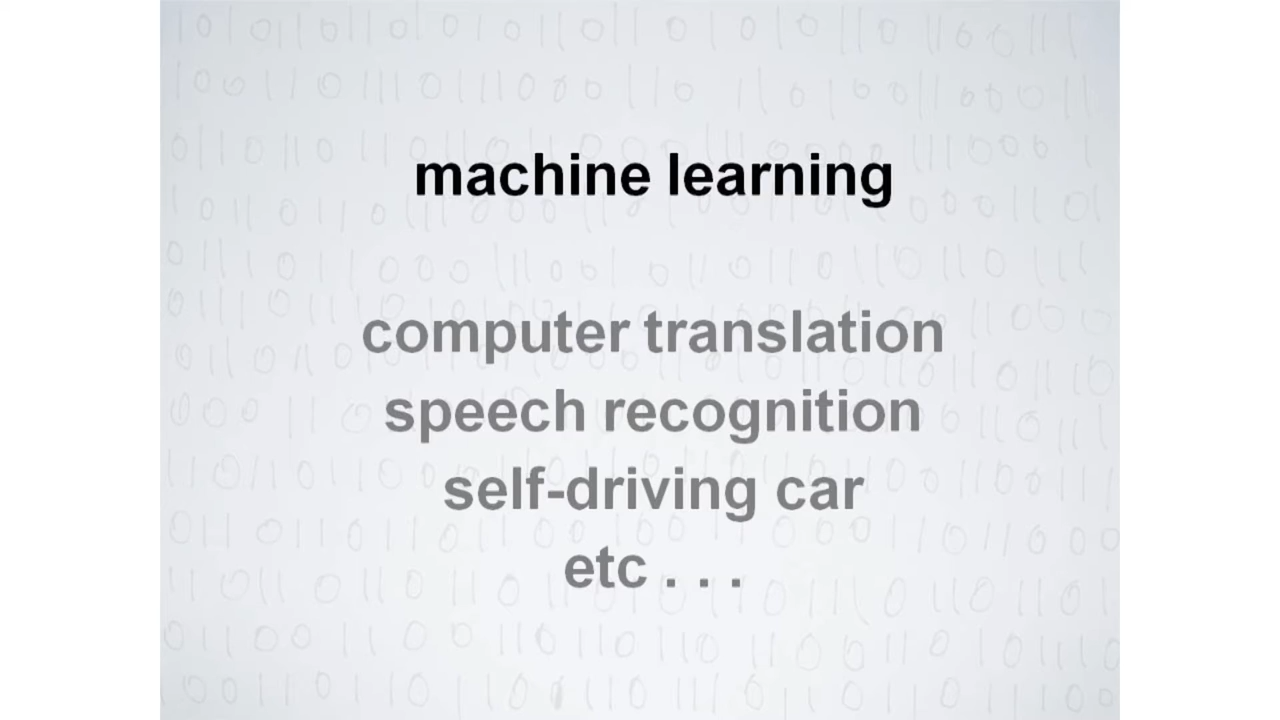 machine learning
computer translation
speech recognition
self-driving car
etc . . .